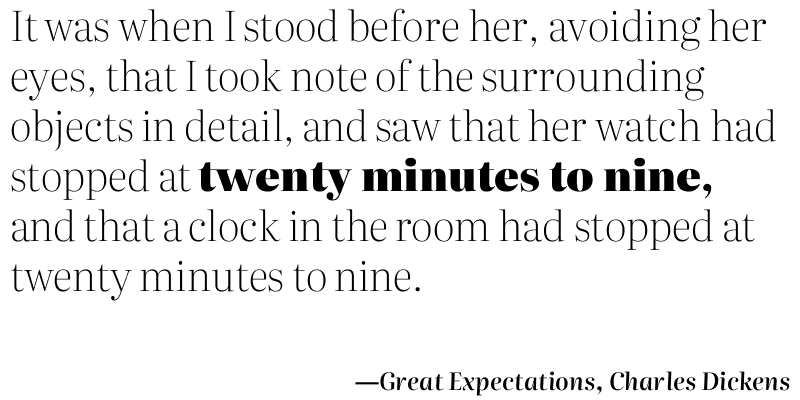 It was when I stood before her, avoiding her
eyes, that I took note of the surrounding
objects in detail, and saw that her watch had
stopped at twenty minutes to nine,
and that a clock in the room had stopped at
twenty minutes to nine.
—Great Expectations, Charles Dickens